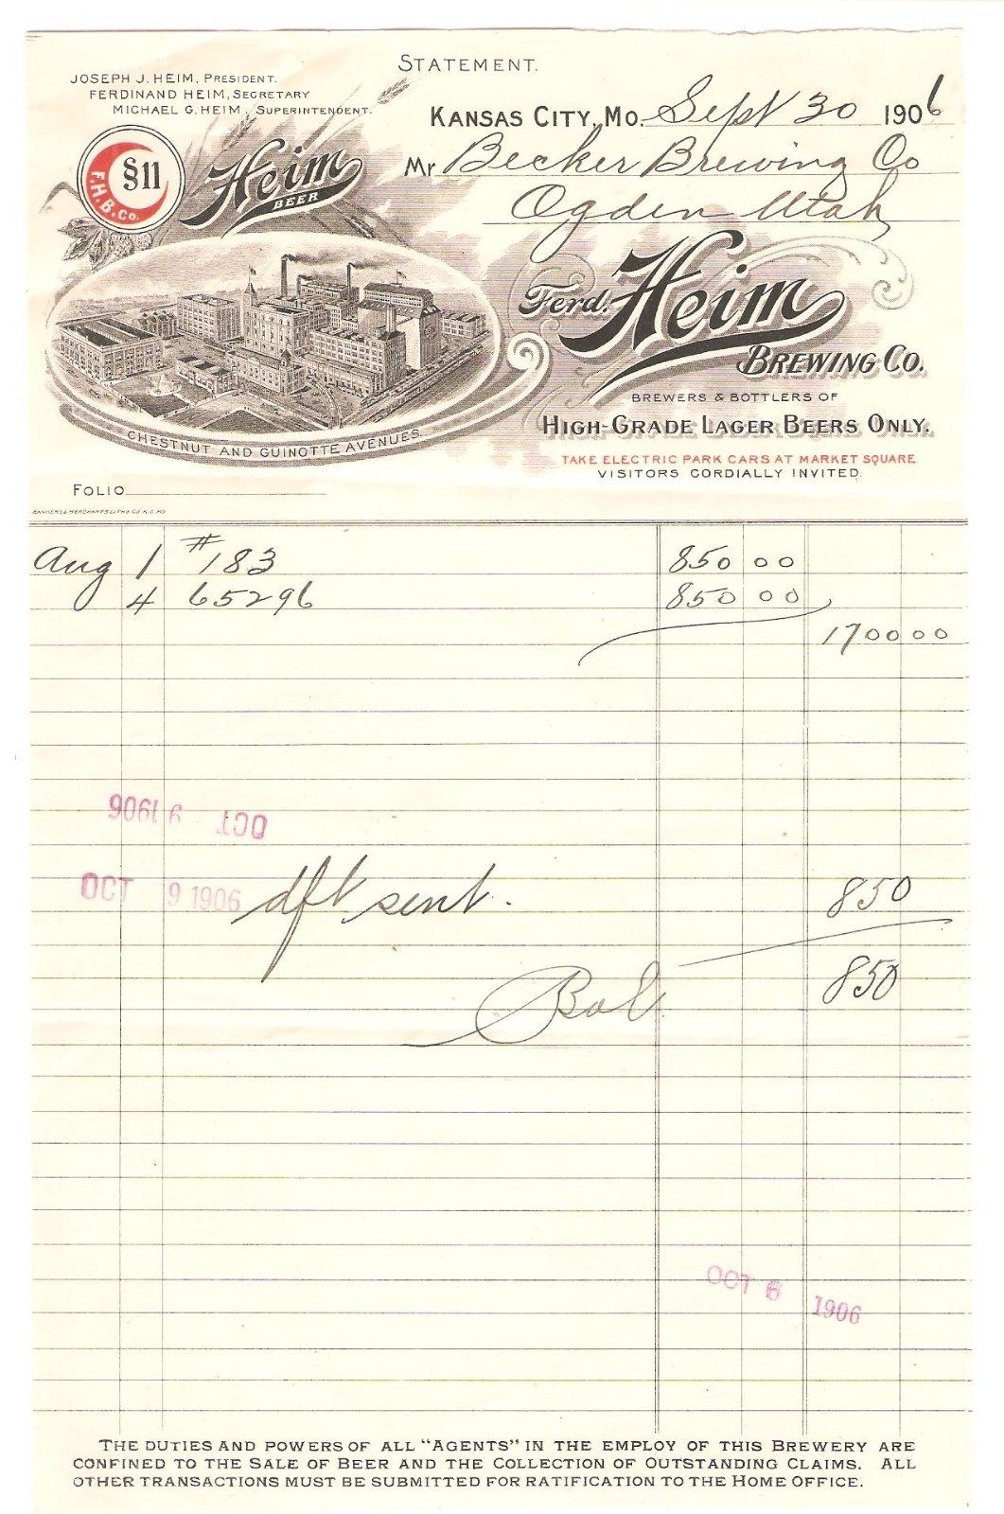 STATEMENT.
JOSEPH J. HEIM, PRESIDENT.
FERDINAND HEIM, SECRETARY
MICHAEL G. HEIM, SUPERINTENDENT.
KANSAS CITY, MO. Sept 30 1906
Mr Becker Brewing Co
Ogden Utah
§11
F.H.B.Co.
Heim
BEER
Ferd. Heim
BREWING CO.
BREWERS & BOTTLERS OF
HIGH-GRADE LAGER BEERS ONLY.
TAKE ELECTRIC PARK CARS AT MARKET SQUARE
VISITORS CORDIALLY INVITED
CHESTNUT AND GUINOTTE AVENUES.
FOLIO
BANKERS & MERCHANTS LITHO CO. K.C. MO
Aug 1 #183 850 00
4 65296 850 00
1700 00
OCT 9 1906
OCT 9 1906 dft sent. 850
Bal 850
OCT 6 1906
THE DUTIES AND POWERS OF ALL "AGENTS" IN THE EMPLOY OF THIS BREWERY ARE
CONFINED TO THE SALE OF BEER AND THE COLLECTION OF OUTSTANDING CLAIMS. ALL
OTHER TRANSACTIONS MUST BE SUBMITTED FOR RATIFICATION TO THE HOME OFFICE.